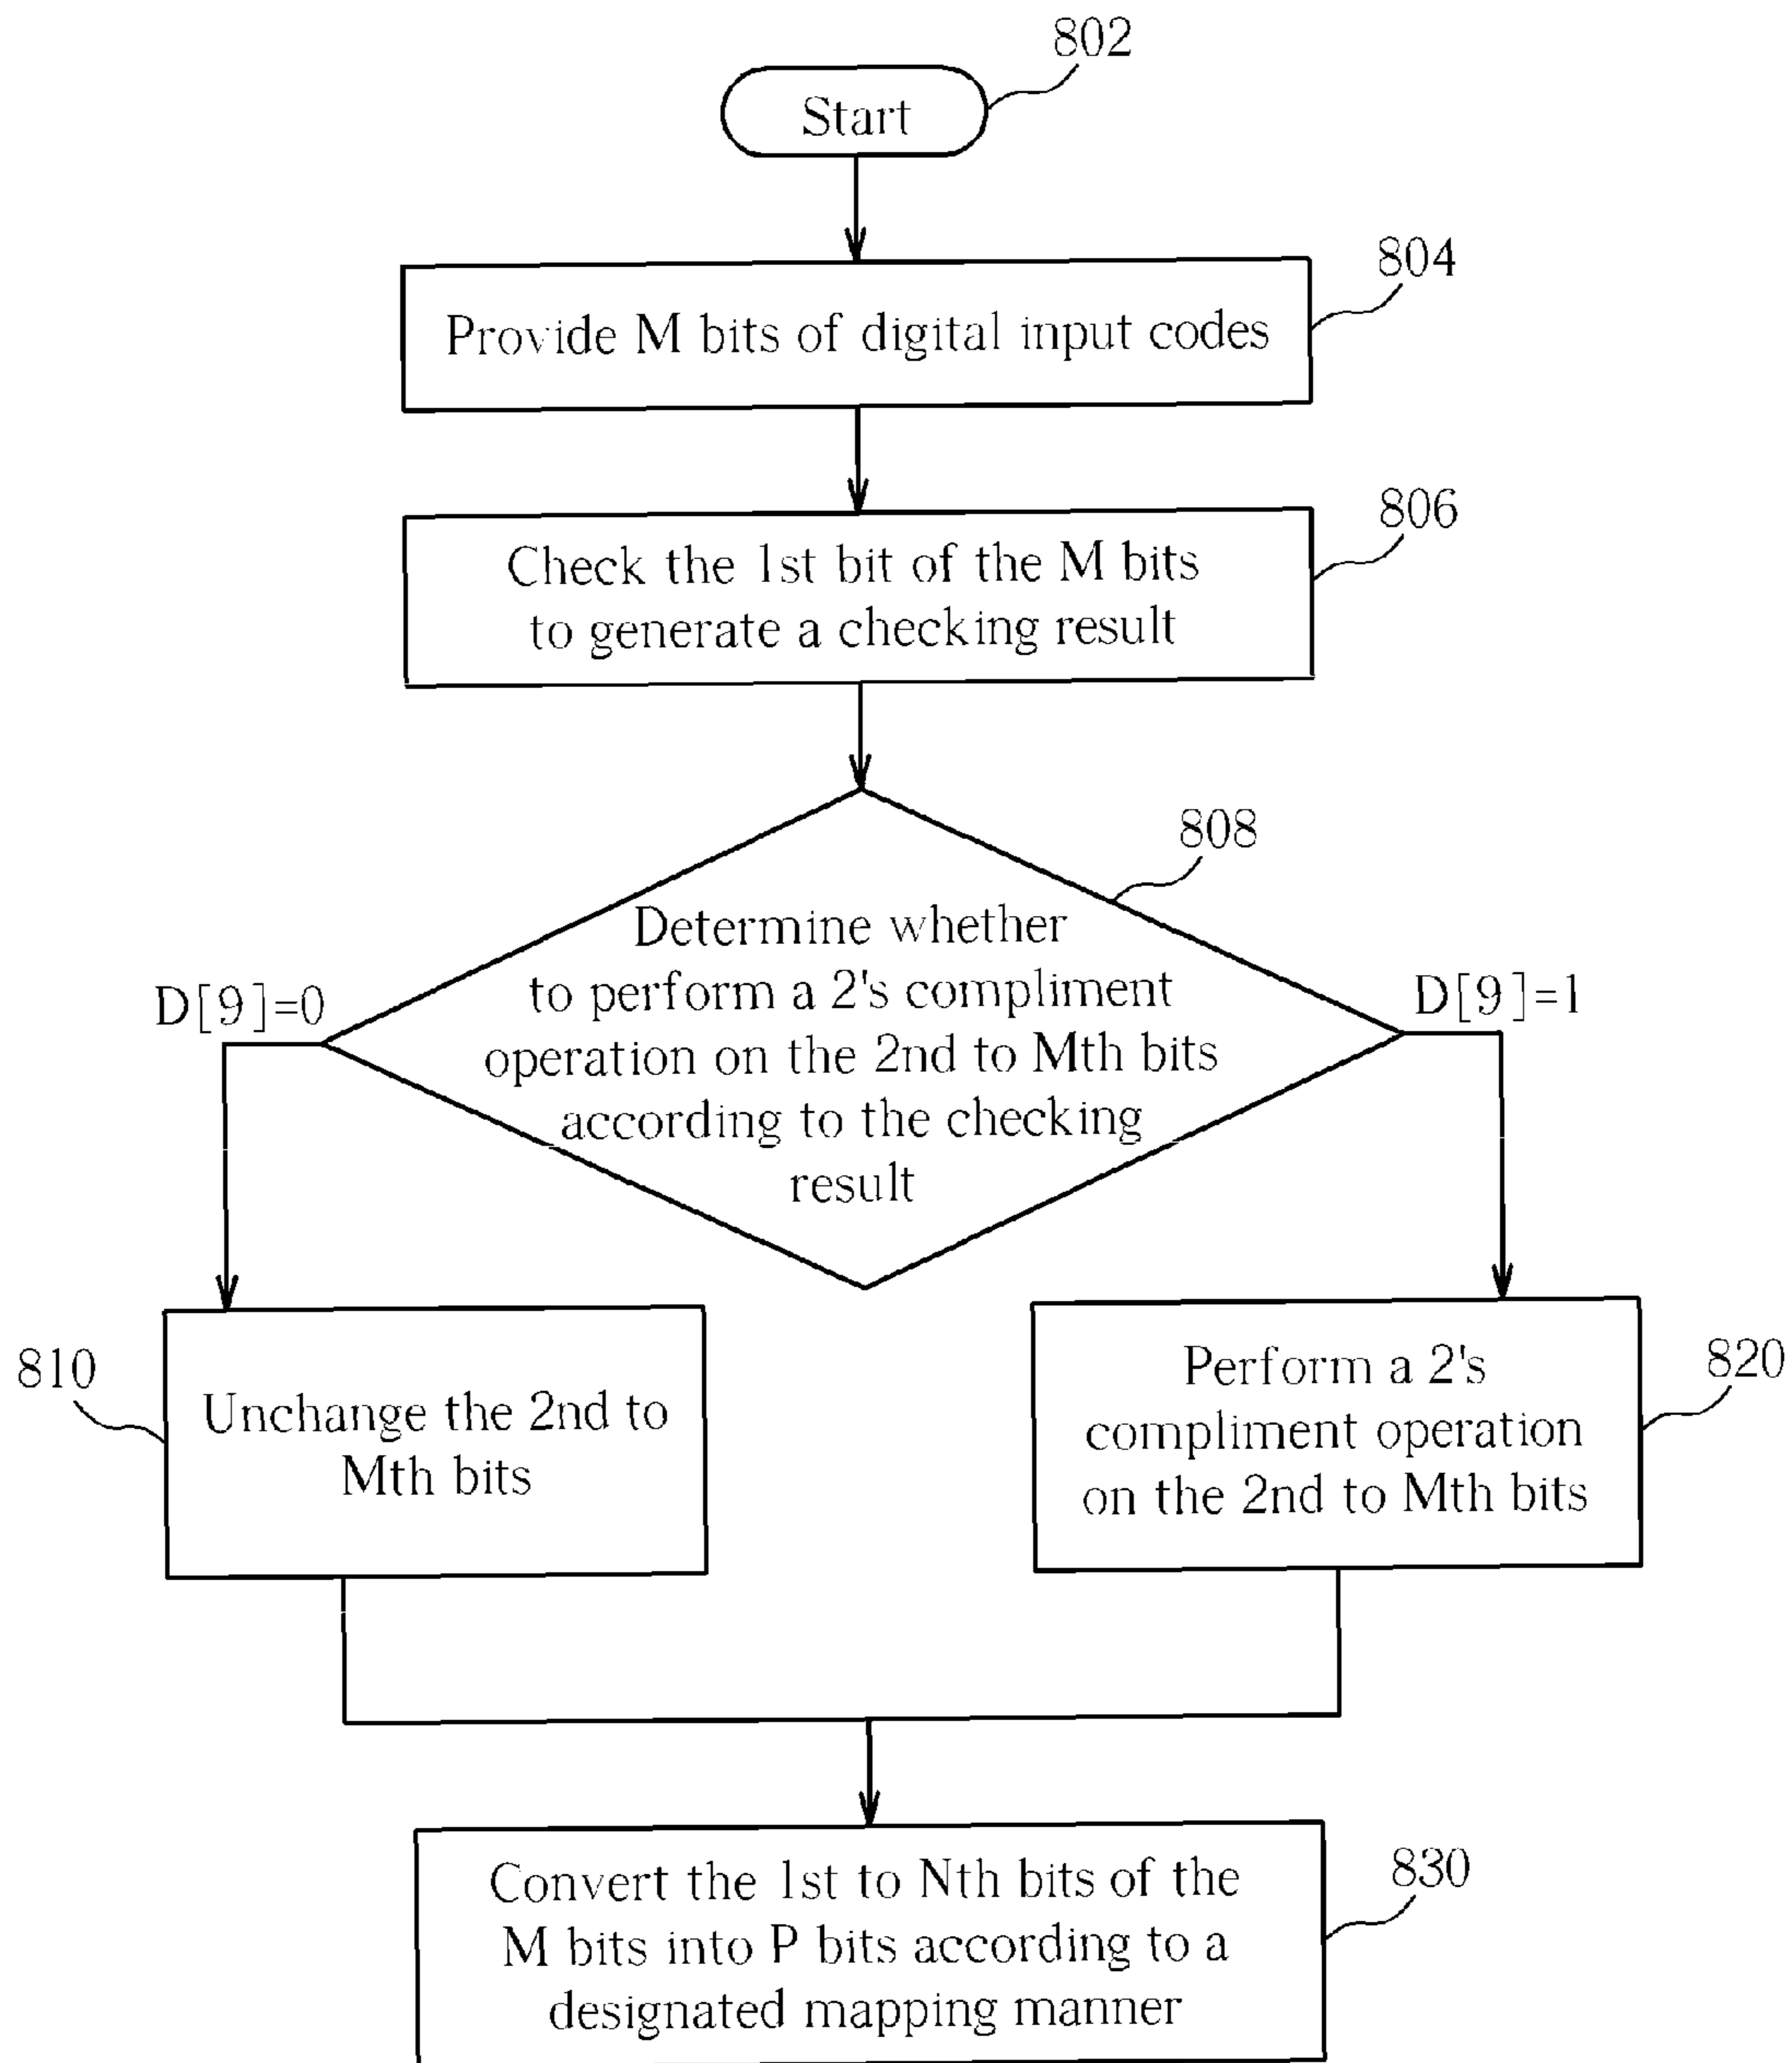 802
Start
804
Provide M bits of digital input codes
806
Check the 1st bit of the M bits
to generate a checking result
808
Determine whether
to perform a 2's compliment
operation on the 2nd to Mth bits
according to the checking
result
D[9]=0
D[9]=1
810
Unchange the 2nd to
Mth bits
820
Perform a 2's
compliment operation
on the 2nd to Mth bits
830
Convert the 1st to Nth bits of the
M bits into P bits according to a
designated mapping manner